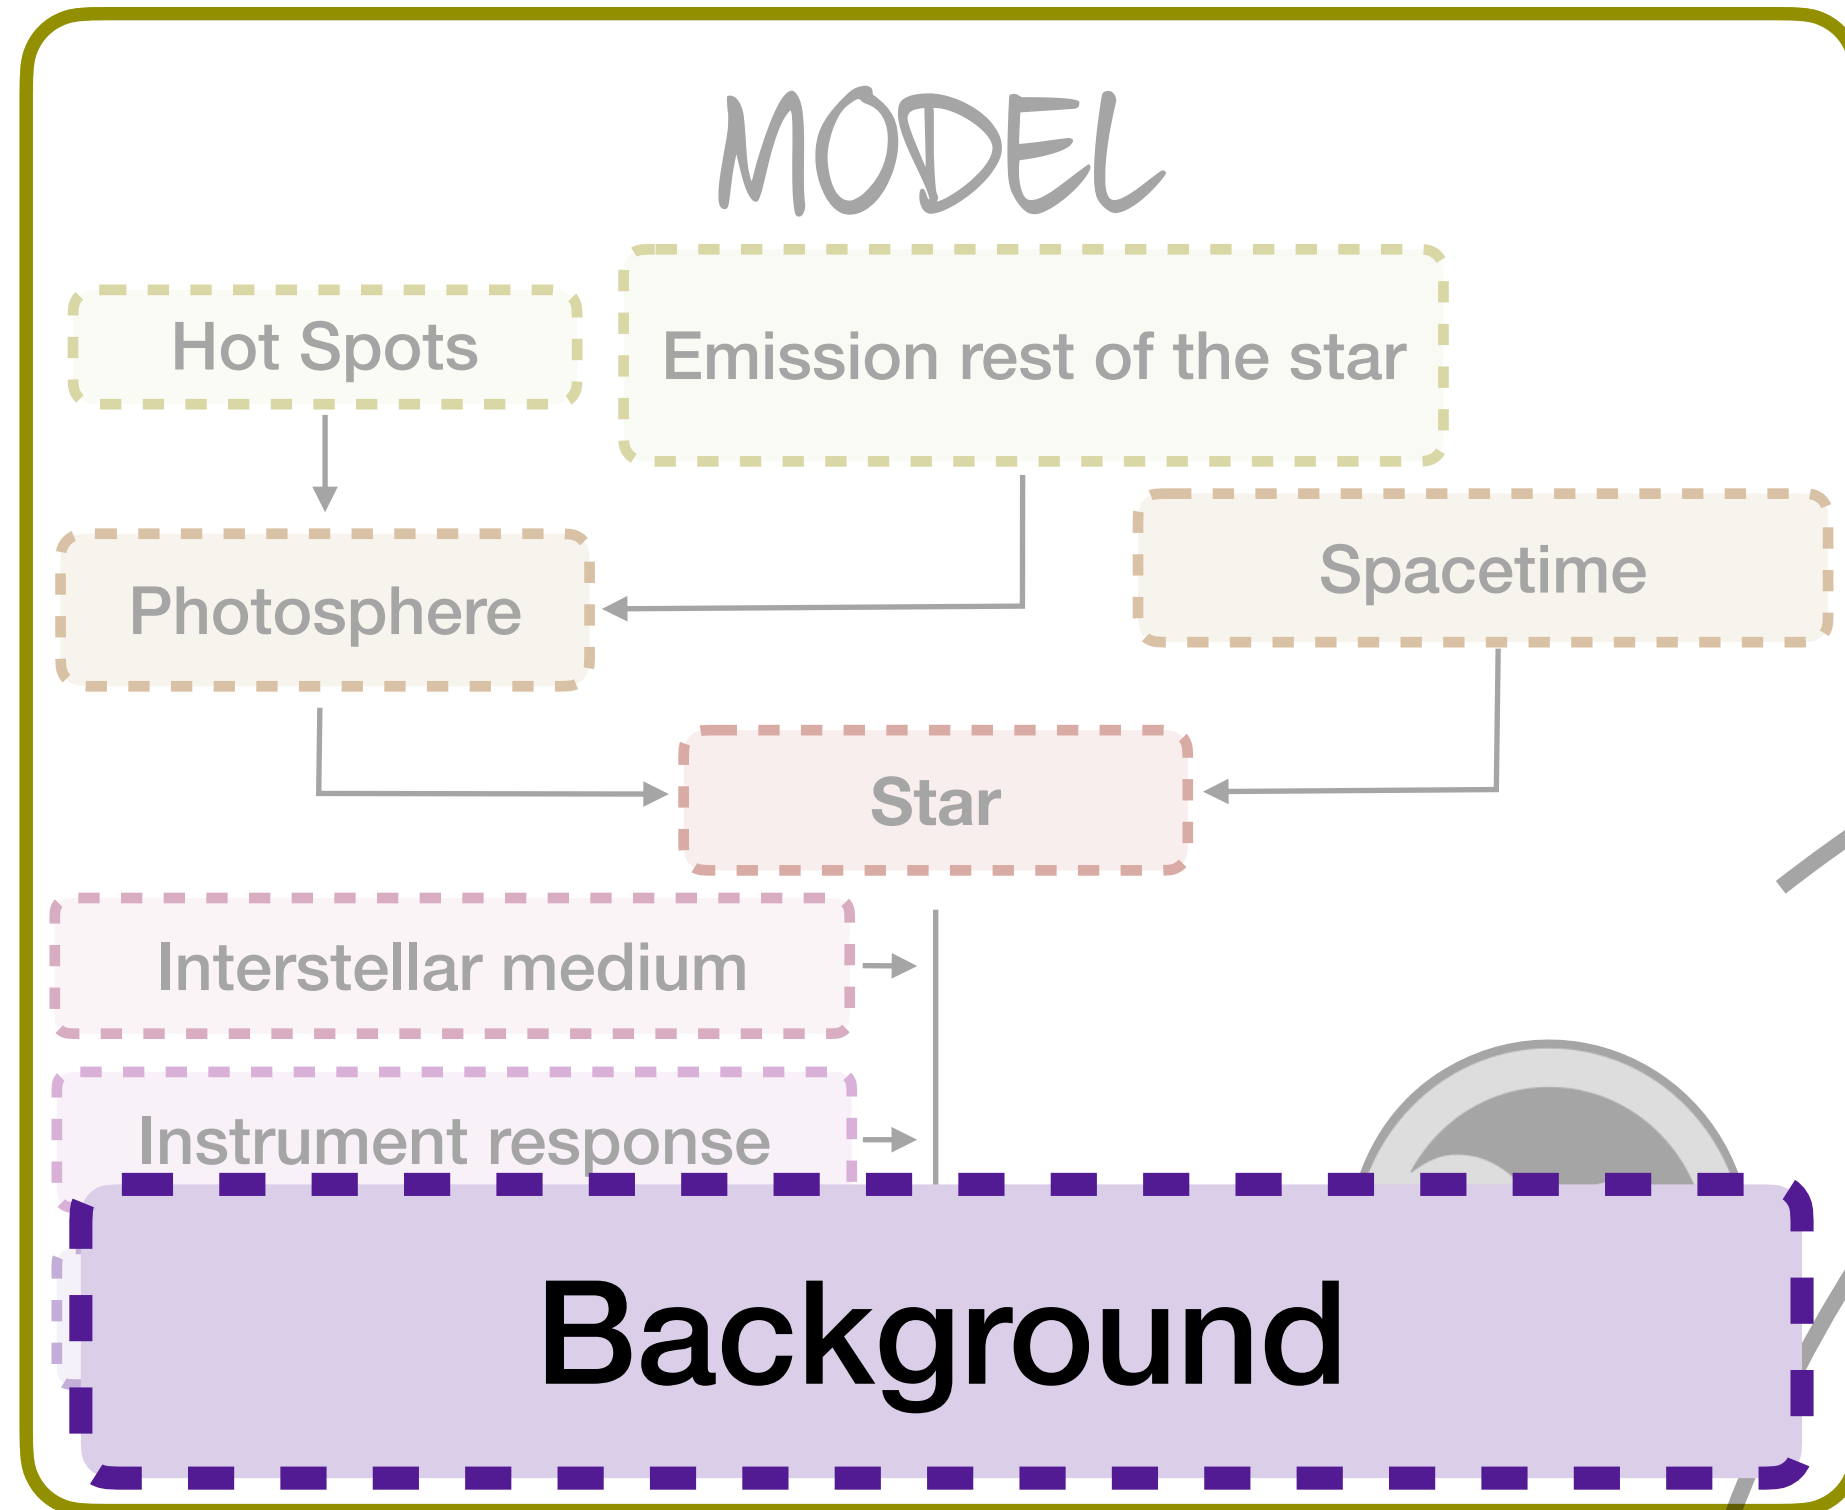 MODEL
Hot Spots
Emission rest of the star
Photosphere
Spacetime
Star
Interstellar medium
Instrument response
Background